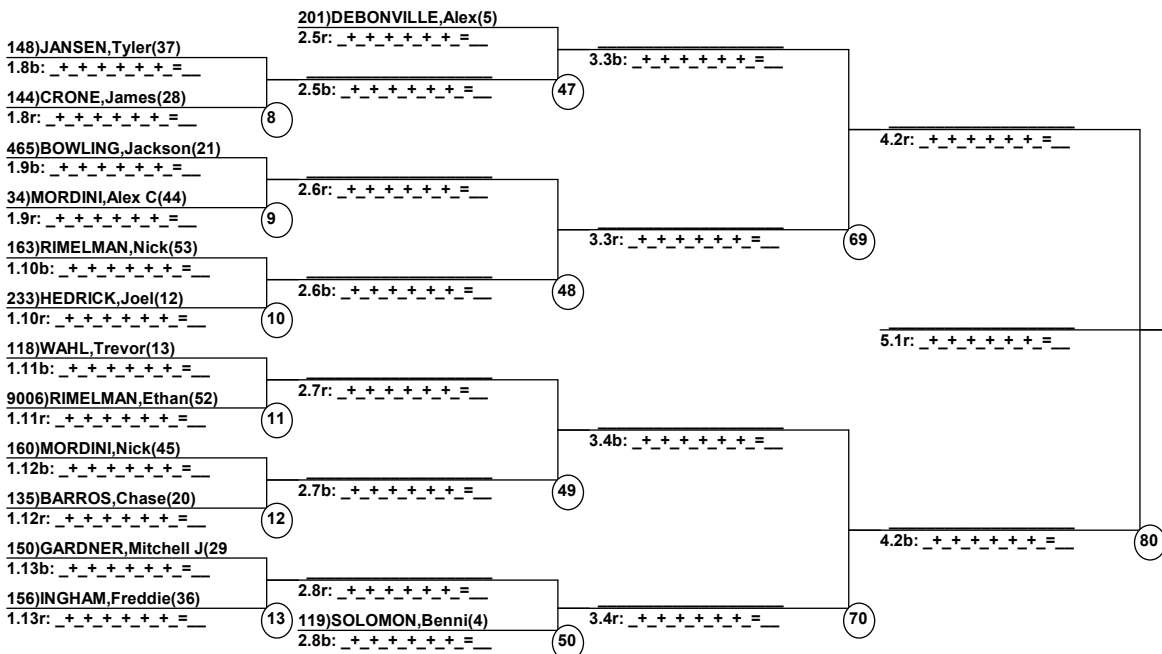 201)DEBONVILLE,Alex(5)
2.5r: _+_+_+_+_+_=__
148)JANSEN,Tyler(37)
1.8b: _+_+_+_+_+_=__
3.3b: _+_+_+_+_+_=__
2.5b: _+_+_+_+_+_=__
47
144)CRONE,James(28)
1.8r: _+_+_+_+_+_=__
8
4.2r: _+_+_+_+_+_=__
465)BOWLING,Jackson(21)
1.9b: _+_+_+_+_+_=__
2.6r: _+_+_+_+_+_=__
34)MORDINI,Alex C(44)
1.9r: _+_+_+_+_+_=__
9
3.3r: _+_+_+_+_+_=__
69
163)RIMELMAN,Nick(53)
1.10b: _+_+_+_+_+_=__
2.6b: _+_+_+_+_+_=__
48
233)HEDRICK,Joel(12)
1.10r: _+_+_+_+_+_=__
10
5.1r: _+_+_+_+_+_=__
118)WAHL,Trevor(13)
1.11b: _+_+_+_+_+_=__
2.7r: _+_+_+_+_+_=__
9006)RIMELMAN,Ethan(52)
1.11r: _+_+_+_+_+_=__
11
3.4b: _+_+_+_+_+_=__
160)MORDINI,Nick(45)
1.12b: _+_+_+_+_+_=__
2.7b: _+_+_+_+_+_=__
49
135)BARROS,Chase(20)
1.12r: _+_+_+_+_+_=__
12
4.2b: _+_+_+_+_+_=__
80
150)GARDNER,Mitchell J(29
1.13b: _+_+_+_+_+_=__
2.8r: _+_+_+_+_+_=__
156)INGHAM,Freddie(36)
1.13r: _+_+_+_+_+_=__
13
3.4r: _+_+_+_+_+_=__
70
119)SOLOMON,Benni(4)
2.8b: _+_+_+_+_+_=__
50